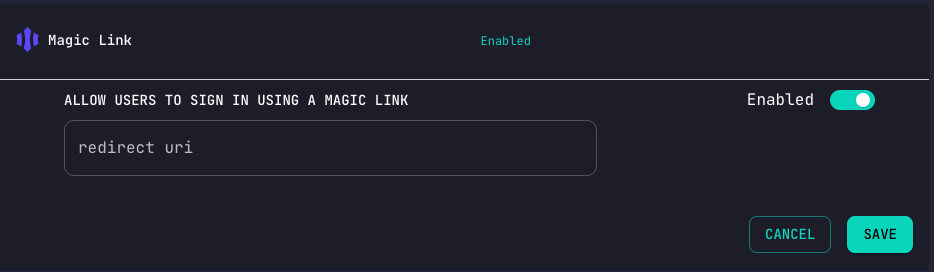 Magic Link
Enabled
ALLOW USERS TO SIGN IN USING A MAGIC LINK
Enabled
redirect uri
CANCEL
SAVE